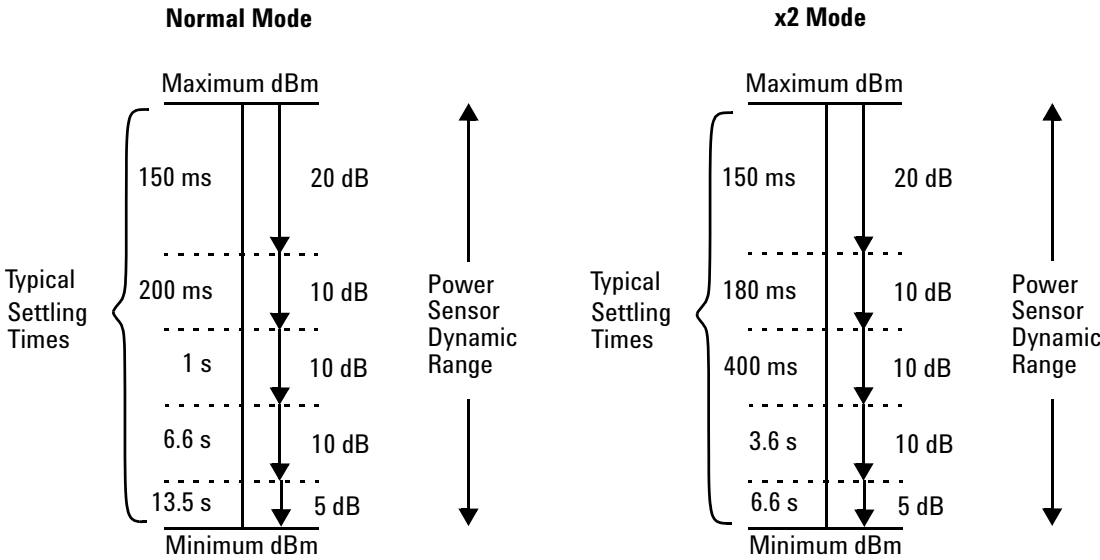 Normal Mode
Maximum dBm
150 ms
20 dB
200 ms
10 dB
1 s
10 dB
6.6 s
10 dB
13.5 s
5 dB
Minimum dBm
Typical
Settling
Times
Power
Sensor
Dynamic
Range
x2 Mode
Maximum dBm
150 ms
20 dB
180 ms
10 dB
400 ms
10 dB
3.6 s
10 dB
6.6 s
5 dB
Minimum dBm
Typical
Settling
Times
Power
Sensor
Dynamic
Range